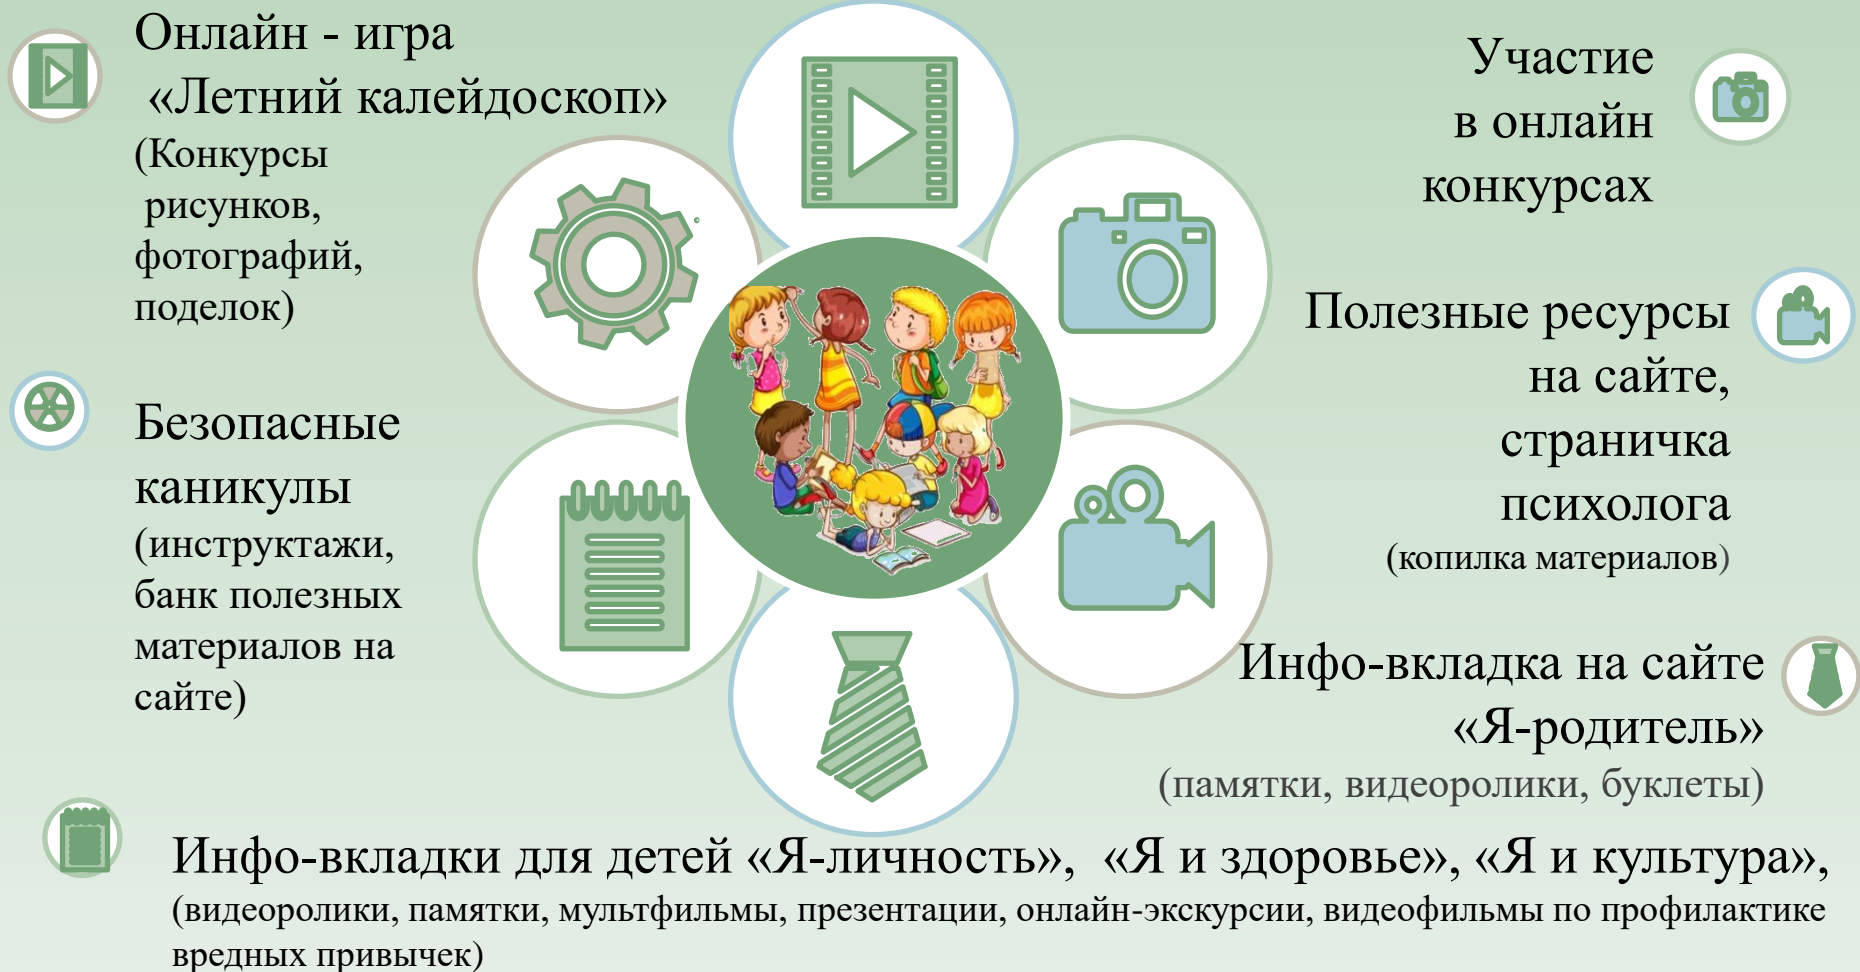 Онлайн - игра
«Летний калейдоскоп»
(Конкурсы
рисунков,
фотографий,
поделок)
Безопасные
каникулы
(инструктажи,
банк полезных
материалов на
сайте)
Участие
в онлайн
конкурсах
Полезные ресурсы
на сайте,
страничка
психолога
(копилка материалов)
Инфо-вкладка на сайте
«Я-родитель»
(памятки, видеоролики, буклеты)
Инфо-вкладки для детей «Я-личность», «Я и здоровье», «Я и культура»,
(видеоролики, памятки, мультфильмы, презентации, онлайн-экскурсии, видеофильмы по профилактике
вредных привычек)